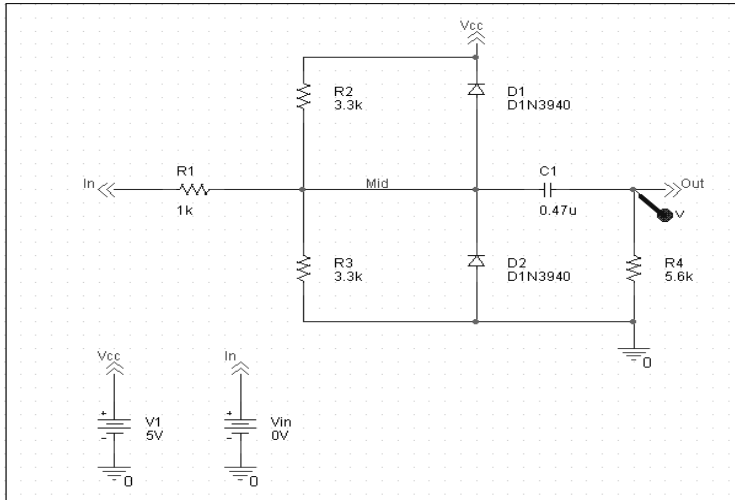 Vcc
R2
3.3k
D1
D1N3940
In
R1
1k
Mid
C1
0.47u
Out
V
R3
3.3k
D2
D1N3940
R4
5.6k
0
Vcc
In
+
-
V1
5V
0
+
-
Vin
0V
0